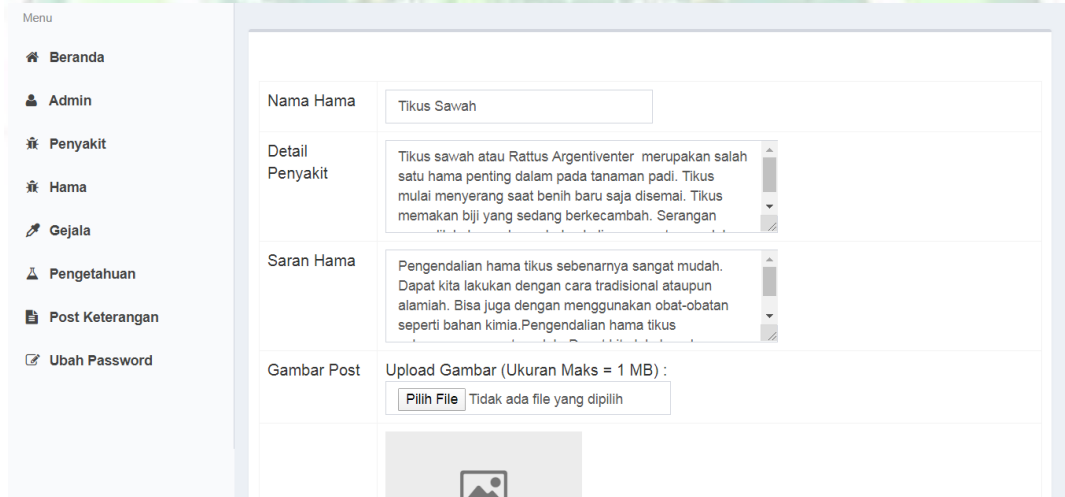 Menu
Beranda
Admin
Penyakit
Hama
Gejala
Pengetahuan
Post Keterangan
Ubah Password
Nama Hama
Tikus Sawah
Detail
Penyakit
Tikus sawah atau Rattus Argentiventer  merupakan salah
satu hama penting dalam pada tanaman padi. Tikus
mulai menyerang saat benih baru saja disemai. Tikus
memakan biji yang sedang berkecambah. Serangan
Saran Hama
Pengendalian hama tikus sebenarnya sangat mudah.
Dapat kita lakukan dengan cara tradisional ataupun
alamiah. Bisa juga dengan menggunakan obat-obatan
seperti bahan kimia.Pengendalian hama tikus
Gambar Post
Upload Gambar (Ukuran Maks = 1 MB) :
Pilih File Tidak ada file yang dipilih